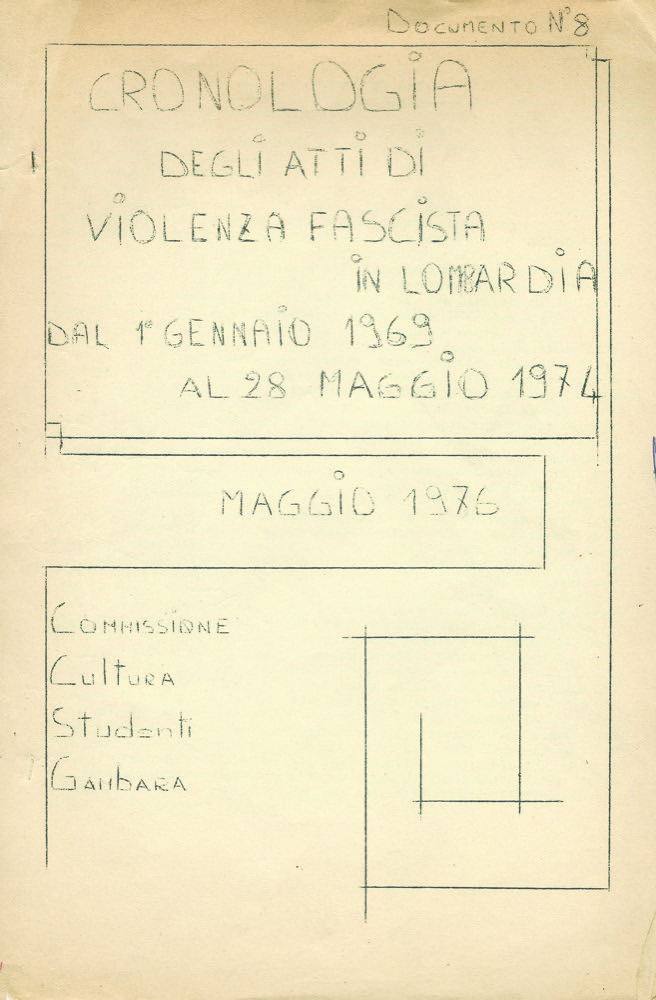 DOCUMENTO N°8
CRONOLOGIA
DEGLI ATTI DI
VIOLENZA FASCISTA
IN LOMBARDIA
DAL 1° GENNAIO 1969
AL 28 MAGGIO 1974
MAGGIO 1976
COMMISSIONE
CULTURA
STUDENTI
GAMBARA